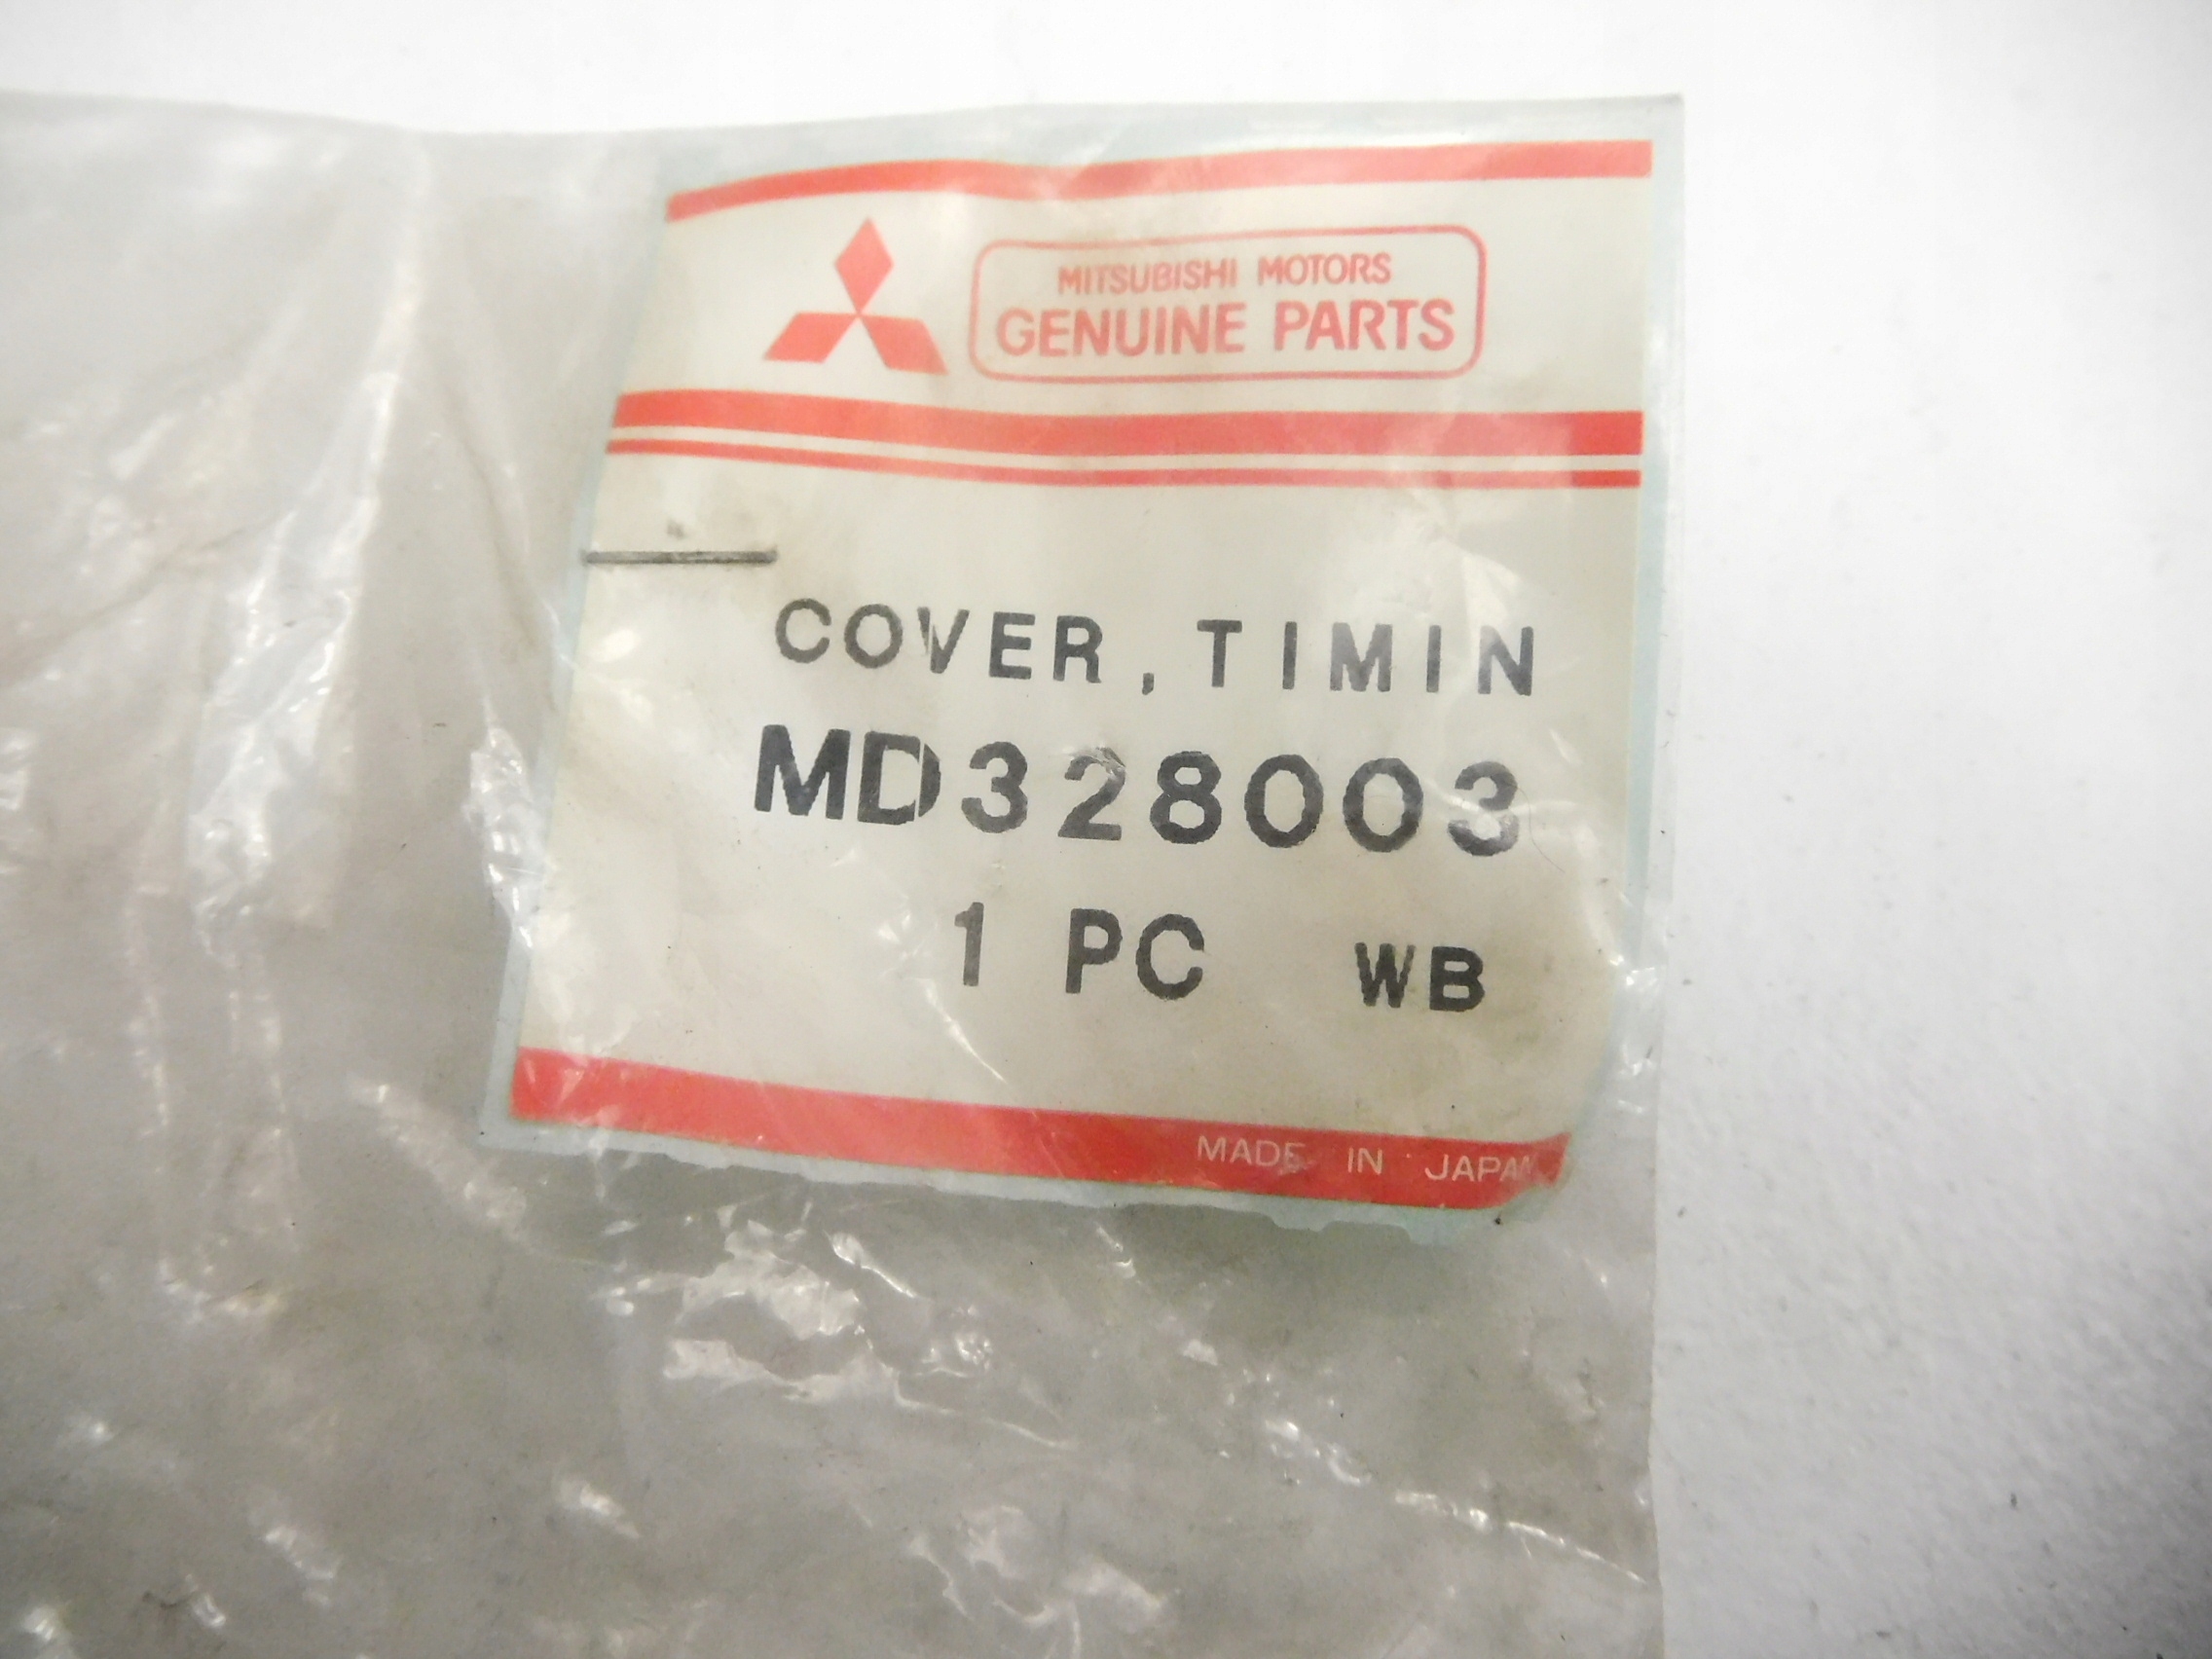 MITSUBISHI MOTORS
GENUINE PARTS
COVER,TIMIN
MD328003
1 PC WB
MADE IN JAPAN